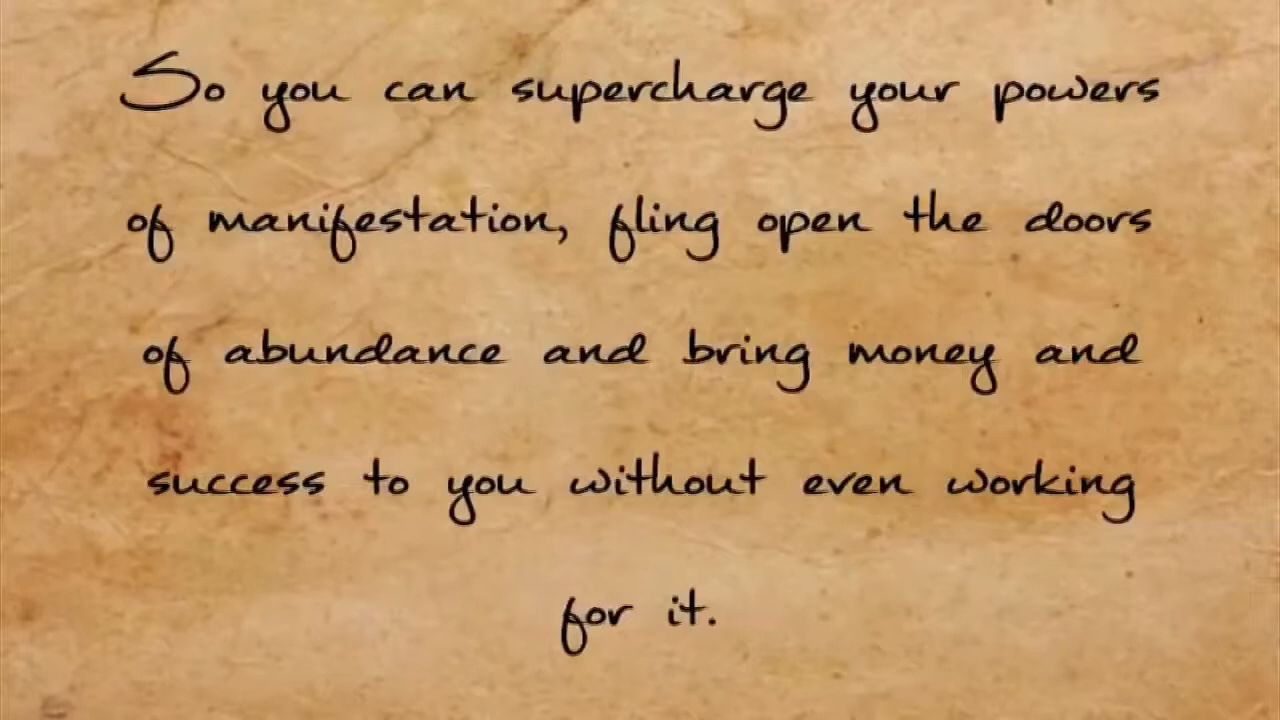 So you can supercharge your powers
of manifestation, fling open the doors
of abundance and bring money and
success to you without even working
for it.